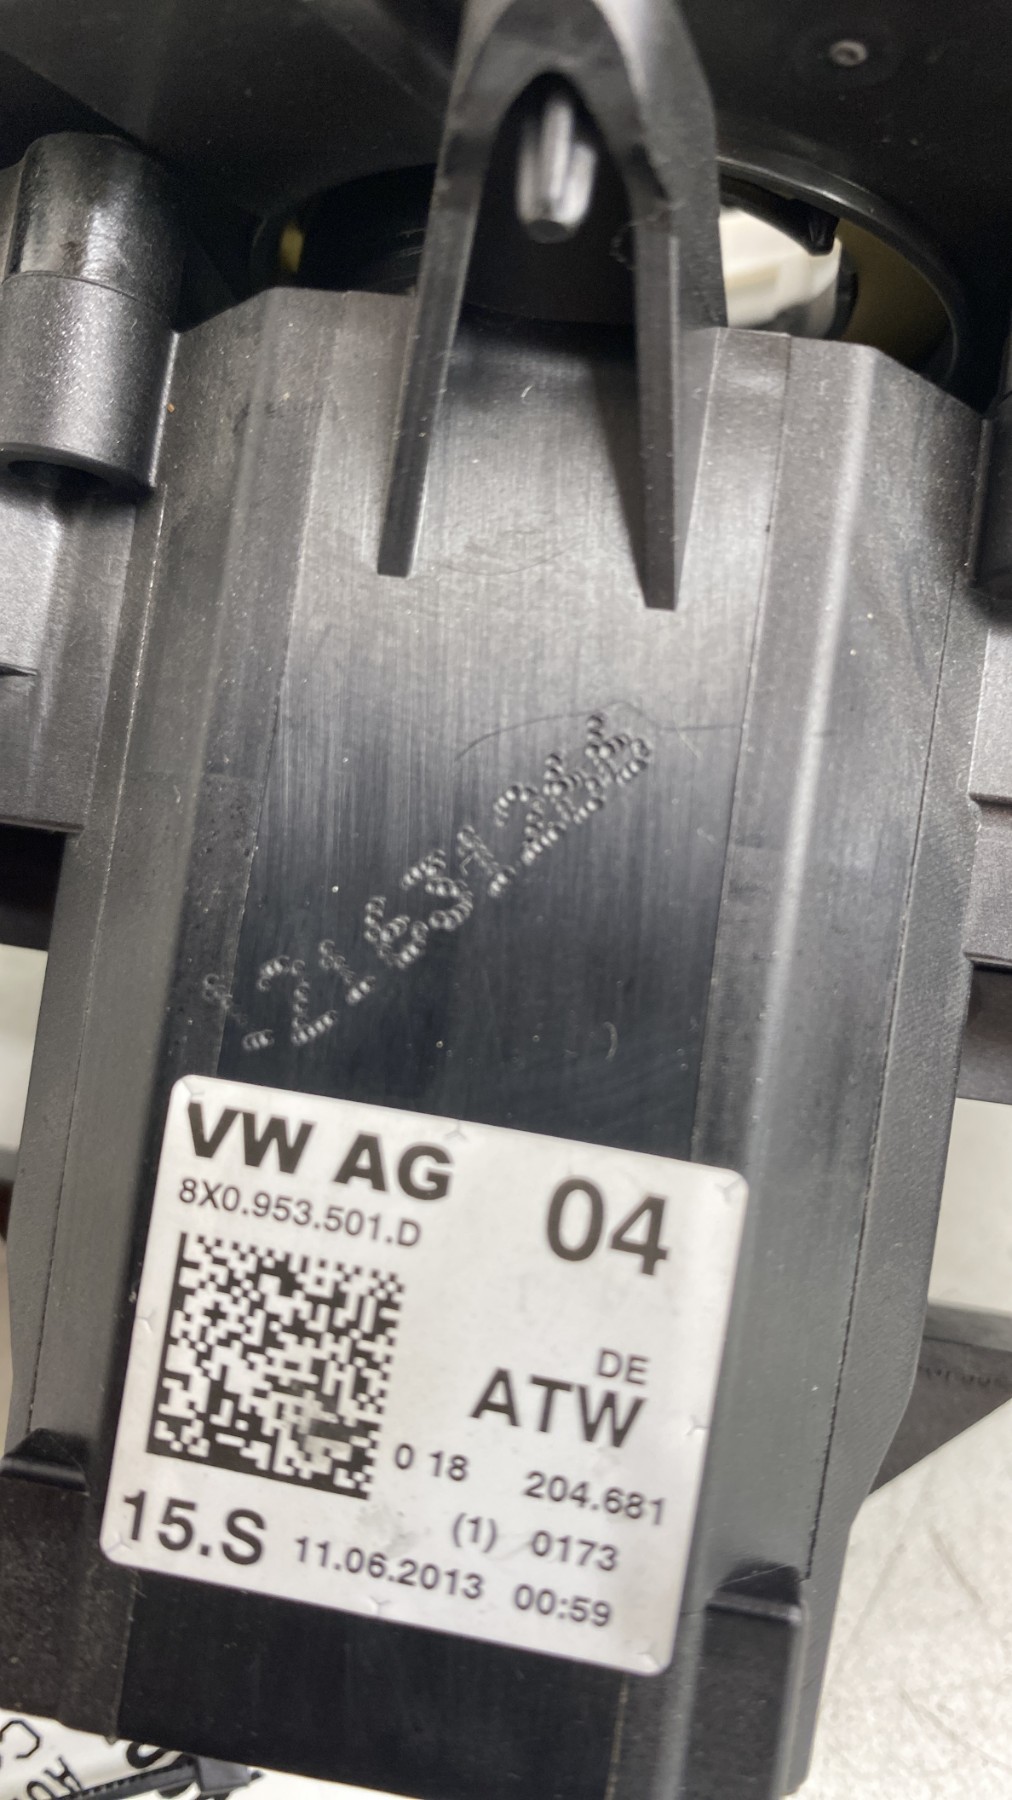 VW AG
04
8X0.953.501.D
DE
ATW
0 18 204.681
(1) 0173
15.S 11.06.2013 00:59